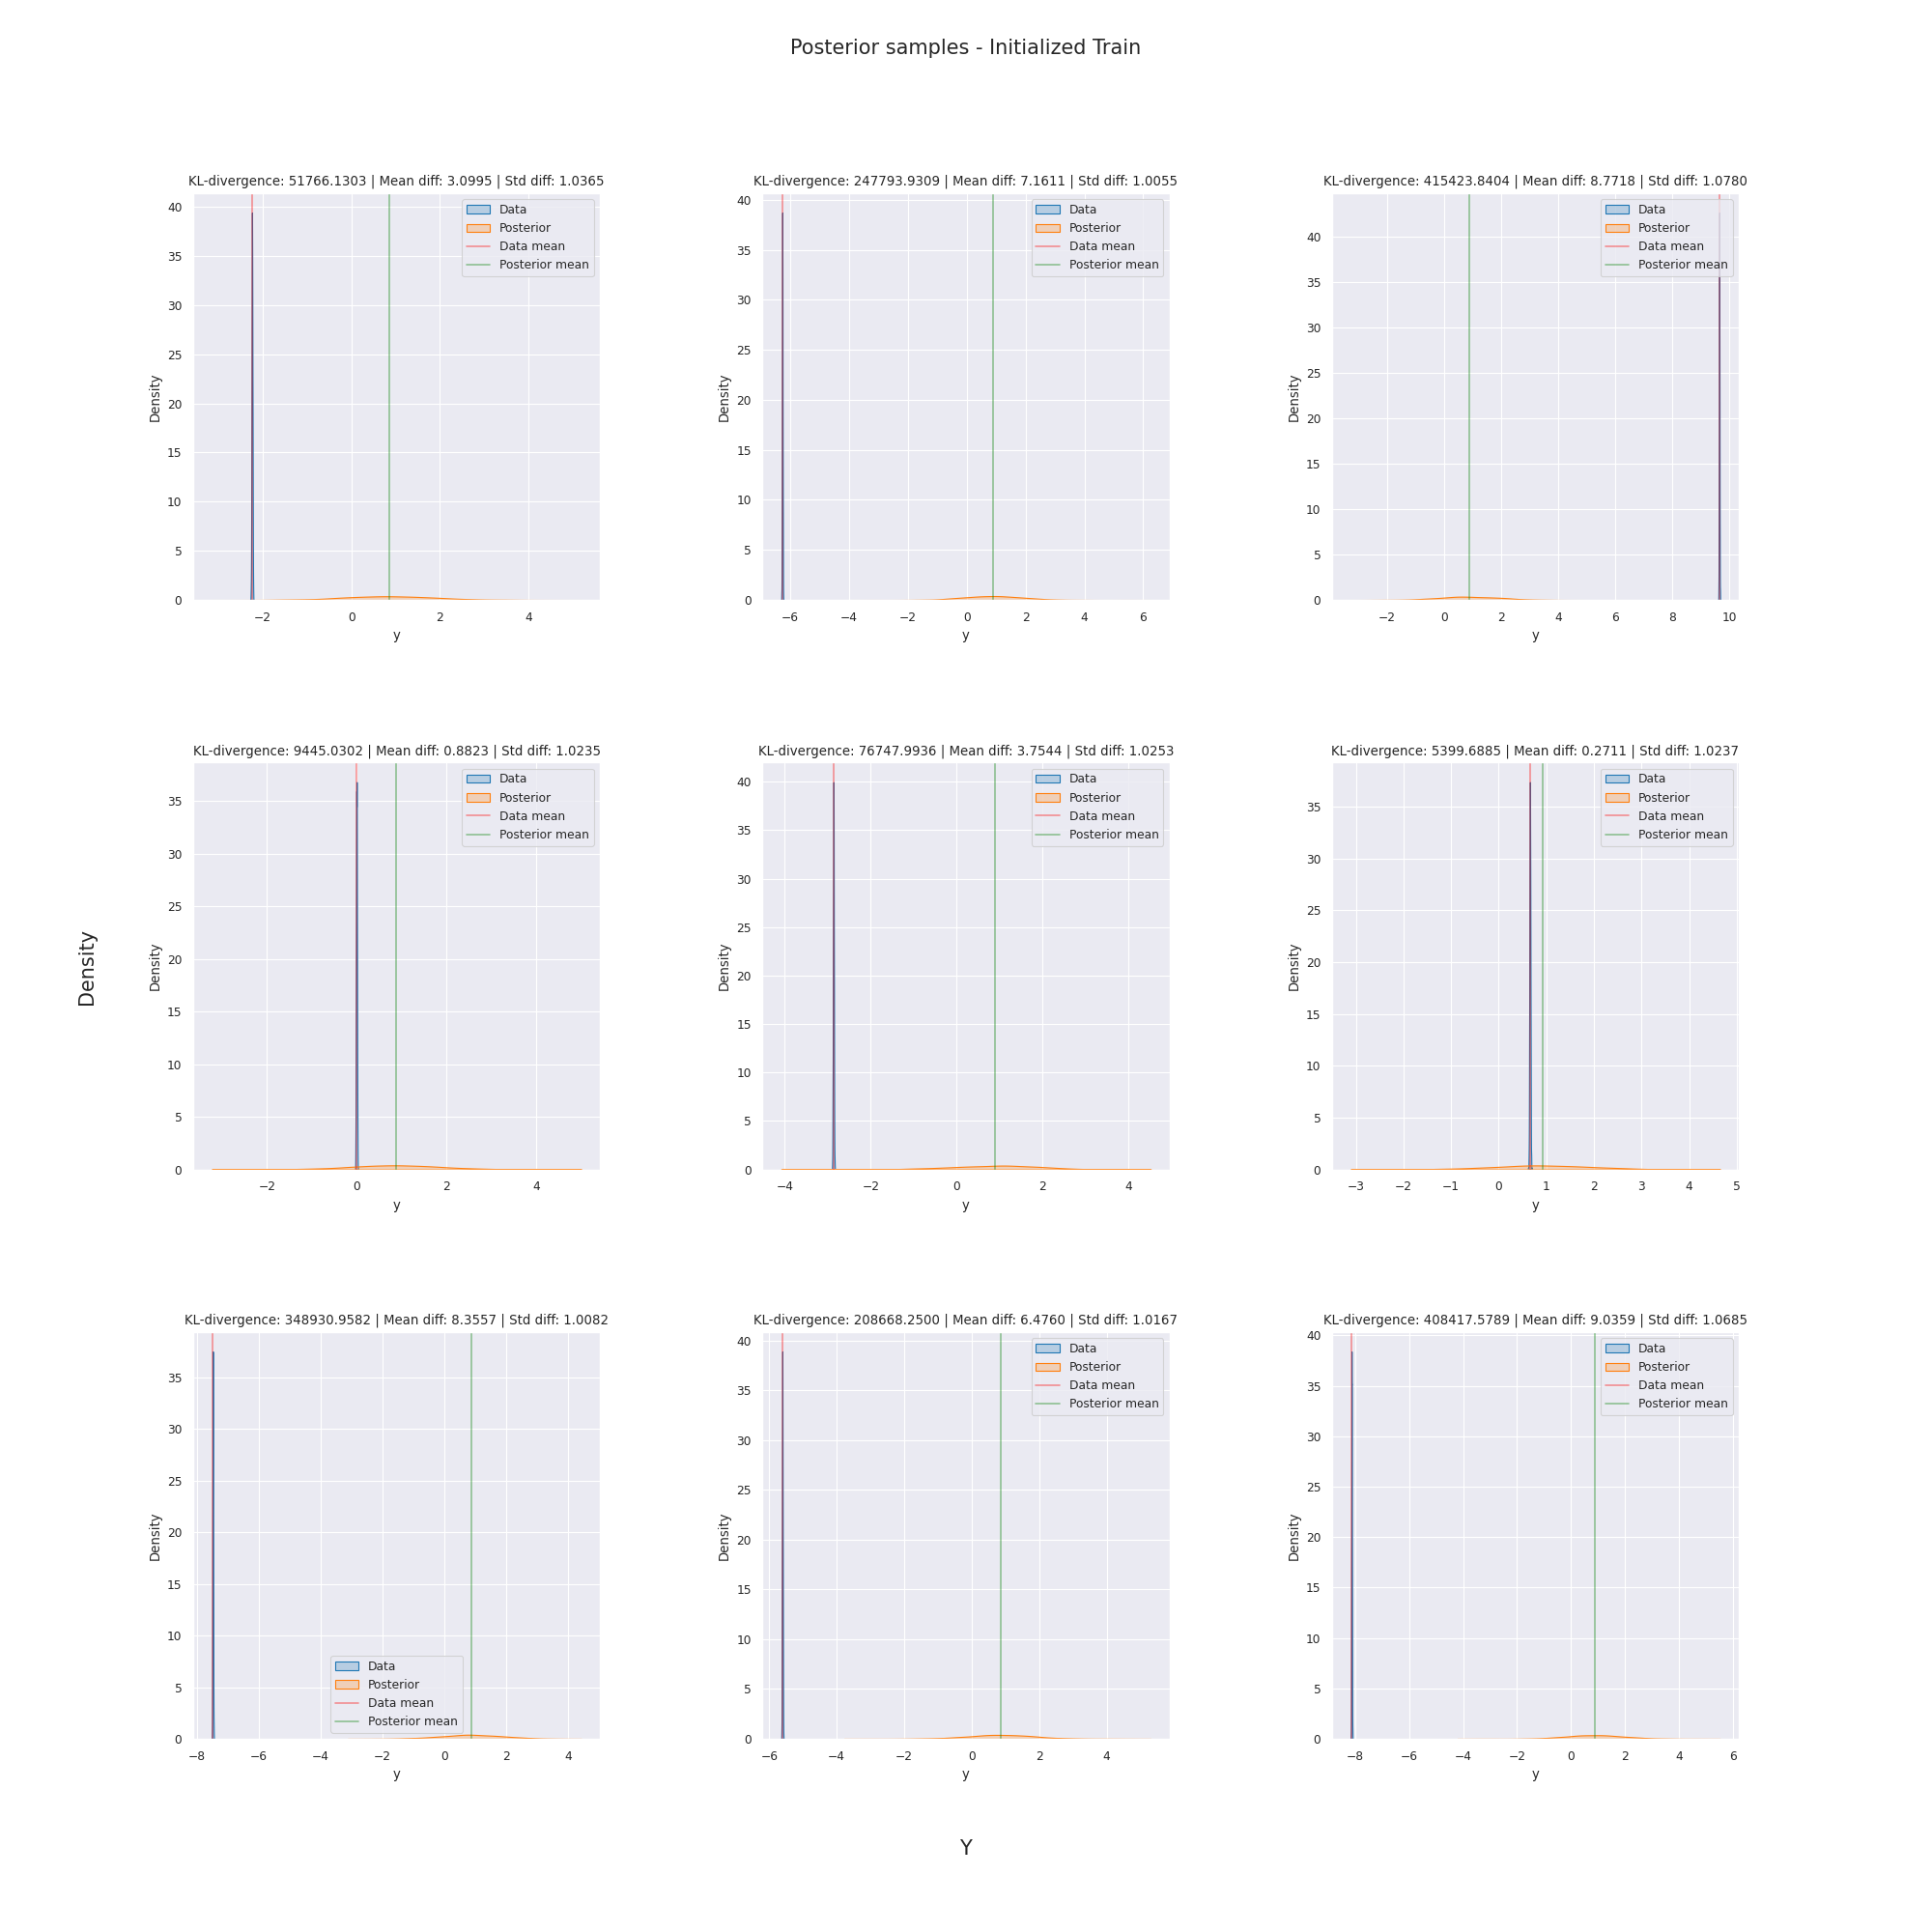 Posterior samples - Initialized Train
KL-divergence: 51766.1303 | Mean diff: 3.0995 | Std diff: 1.0365
40
35
30
25
20
15
10
5
0
Density
Data
Posterior
Data mean
Posterior mean
−2
0
2
4
y
KL-divergence: 247793.9309 | Mean diff: 7.1611 | Std diff: 1.0055
40
35
30
25
20
15
10
5
0
Density
Data
Posterior
Data mean
Posterior mean
−6
−4
−2
0
2
4
6
y
KL-divergence: 415423.8404 | Mean diff: 8.7718 | Std diff: 1.0780
40
35
30
25
20
15
10
5
0
Density
Data
Posterior
Data mean
Posterior mean
−2
0
2
4
6
8
10
y
Density
KL-divergence: 9445.0302 | Mean diff: 0.8823 | Std diff: 1.0235
35
30
25
20
15
10
5
0
Density
Data
Posterior
Data mean
Posterior mean
−2
0
2
4
y
KL-divergence: 76747.9936 | Mean diff: 3.7544 | Std diff: 1.0253
40
35
30
25
20
15
10
5
0
Density
Data
Posterior
Data mean
Posterior mean
−4
−2
0
2
4
y
KL-divergence: 5399.6885 | Mean diff: 0.2711 | Std diff: 1.0237
35
30
25
20
15
10
5
0
Density
Data
Posterior
Data mean
Posterior mean
−3
−2
−1
0
1
2
3
4
5
y
KL-divergence: 348930.9582 | Mean diff: 8.3557 | Std diff: 1.0082
35
30
25
20
15
10
5
0
Density
Data
Posterior
Data mean
Posterior mean
−8
−6
−4
−2
0
2
4
y
KL-divergence: 208668.2500 | Mean diff: 6.4760 | Std diff: 1.0167
40
35
30
25
20
15
10
5
0
Density
Data
Posterior
Data mean
Posterior mean
−6
−4
−2
0
2
4
y
KL-divergence: 408417.5789 | Mean diff: 9.0359 | Std diff: 1.0685
40
35
30
25
20
15
10
5
0
Density
Data
Posterior
Data mean
Posterior mean
−8
−6
−4
−2
0
2
4
6
y
Y